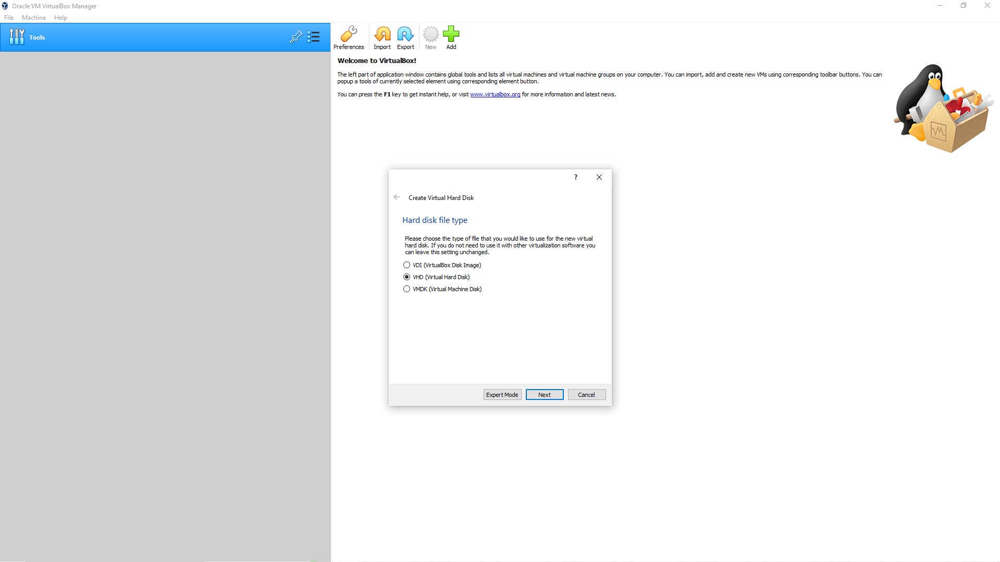 Oracle VM VirtualBox Manager
File Machine Help
Tools
Preferences Import Export New Add
Welcome to VirtualBox!
The left part of application window contains global tools and lists all virtual machines and virtual machine groups on your computer. You can import, add and create new VMs using corresponding toolbar buttons. You can
popup a tools of currently selected element using corresponding element button.
You can press the F1 key to get instant help, or visit www.virtualbox.org for more information and latest news.
?
Create Virtual Hard Disk
Hard disk file type
Please choose the type of file that you would like to use for the new virtual
hard disk. If you do not need to use it with other virtualization software you
can leave this setting unchanged.
VDI (VirtualBox Disk Image)
VHD (Virtual Hard Disk)
VMDK (Virtual Machine Disk)
Expert Mode Next Cancel